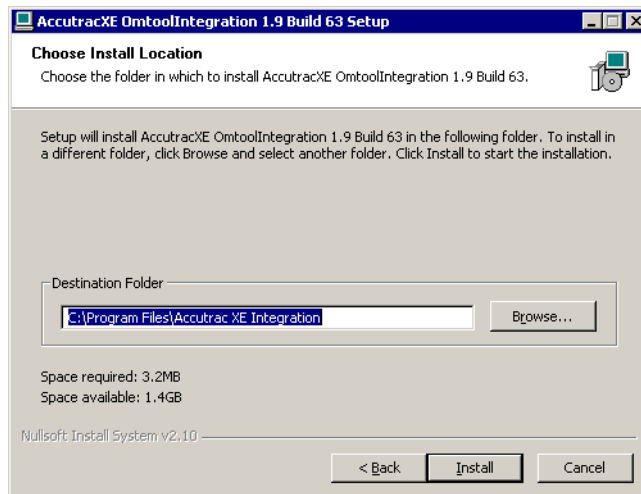 AccutracXE OmtoolIntegration 1.9 Build 63 Setup
Choose Install Location
Choose the folder in which to install AccutracXE OmtoolIntegration 1.9 Build 63.
Setup will install AccutracXE OmtoolIntegration 1.9 Build 63 in the following folder. To install in
a different folder, click Browse and select another folder. Click Install to start the installation.
Destination Folder
C:\Program Files\Accutrac XE Integration
Browse...
Space required: 3.2MB
Space available: 1.4GB
Nullsoft Install System v2.10
< Back
Install
Cancel